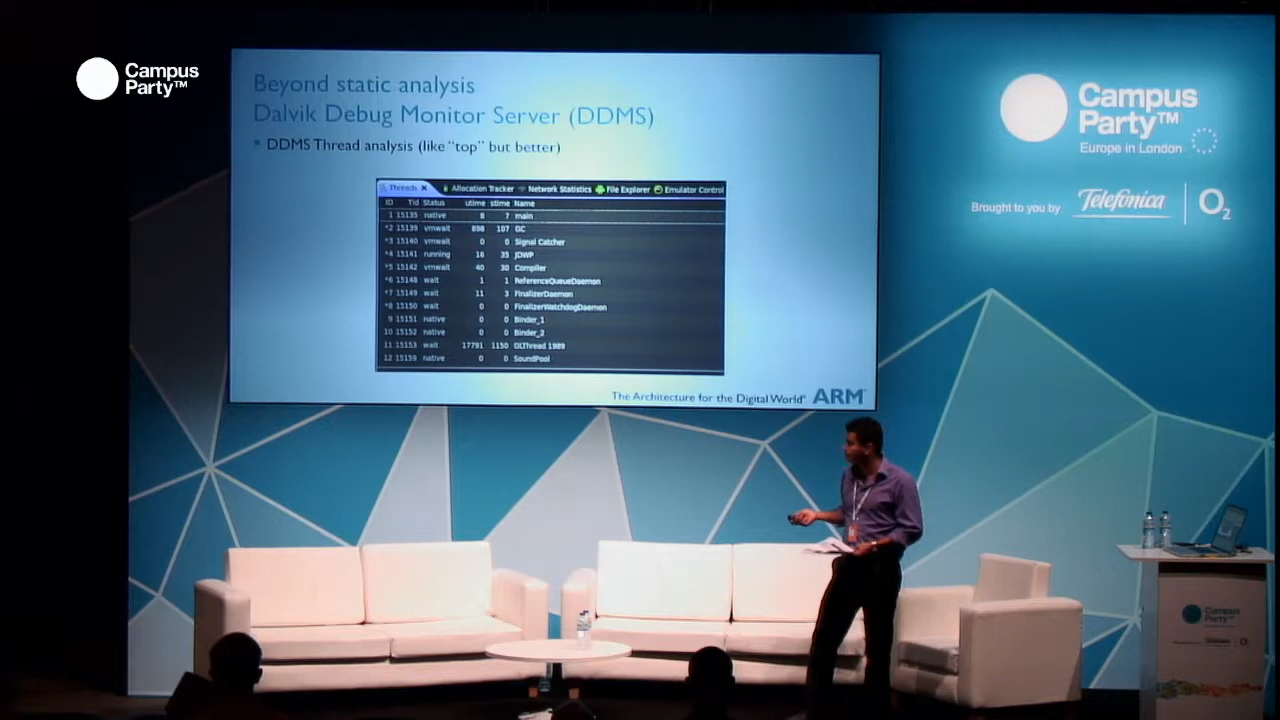 Campus
Party™
Beyond static analysis
Dalvik Debug Monitor Server (DDMS)
DDMS Thread analysis (like "top" but better)
Threads Allocation Tracker Network Statistics File Explorer Emulator Control
ID Tid Status utime stime Name
1 15135 native 8 7 main
*2 15139 vmwait 898 107 GC
*3 15140 vmwait 0 0 Signal Catcher
*4 15141 running 16 35 JDWP
*5 15142 vmwait 40 30 Compiler
*6 15148 wait 1 1 ReferenceQueueDaemon
*7 15149 wait 11 3 FinalizerDaemon
*8 15150 wait 0 0 FinalizerWatchdogDaemon
9 15151 native 0 0 Binder_1
10 15152 native 0 0 Binder_2
11 15153 wait 17791 1150 GLThread 1989
12 15159 native 0 0 SoundPool
The Architecture for the Digital World® ARM
Campus
Party™
Europe in London
Brought to you by Telefónica O2
Campus
Party™